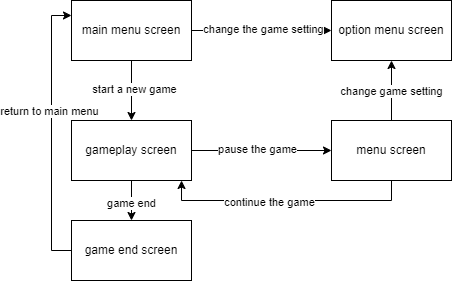 main menu screen
change the game setting
option menu screen
start a new game
change game setting
return to main menu
gameplay screen
pause the game
menu screen
game end
continue the game
game end screen